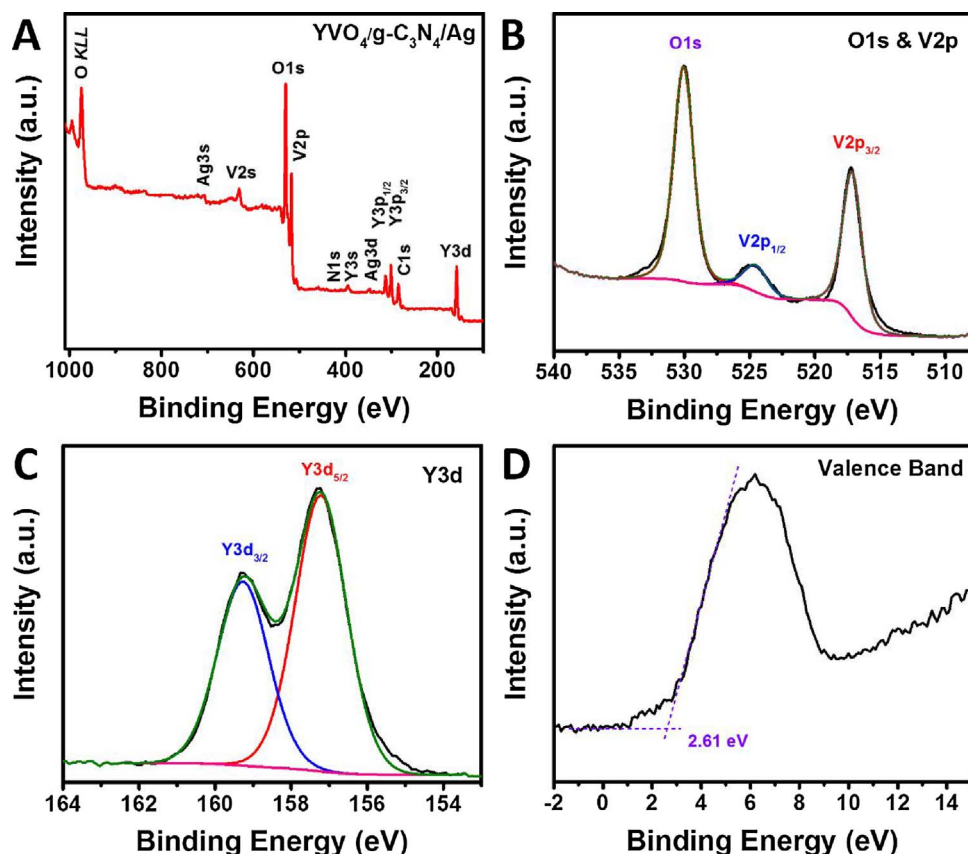 A
YVO₄/g-C₃N₄/Ag
O KLL
Ag3s
V2s
O1s
V2p
N1s
Y3s
Ag3d
Y3p₁/₂
Y3p₃/₂
C1s
Y3d
Intensity (a.u.)
1000 800 600 400 200
Binding Energy (eV)
B
O1s & V2p
O1s
V2p₁/₂
V2p₃/₂
Intensity (a.u.)
540 535 530 525 520 515 510
Binding Energy (eV)
C
Y3d
Y3d₅/₂
Y3d₃/₂
Intensity (a.u.)
164 162 160 158 156 154
Binding Energy (eV)
D
Valence Band
2.61 eV
Intensity (a.u.)
-2 0 2 4 6 8 10 12 14
Binding Energy (eV)